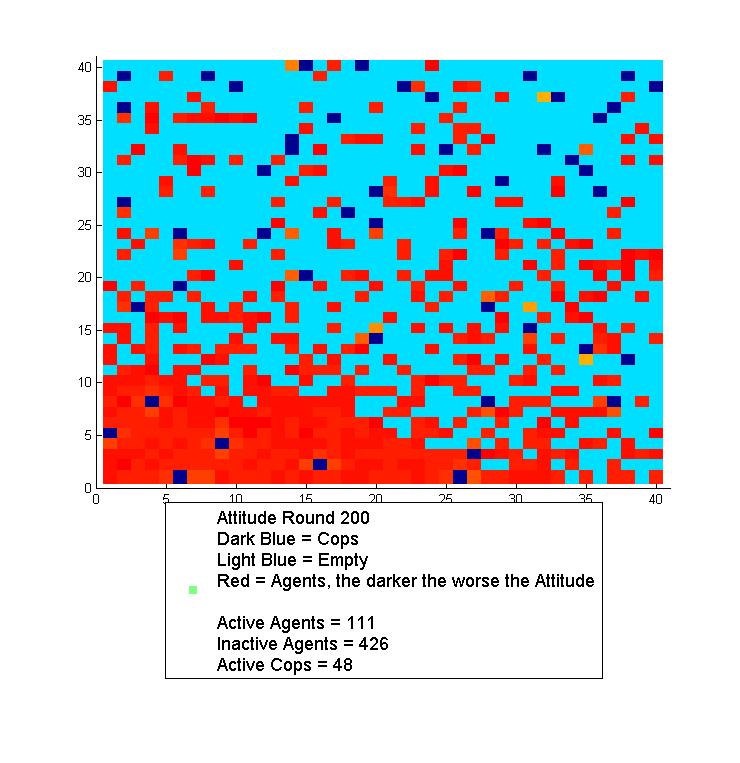 40
35
30
25
20
15
10
5
0
0 5 10 15 20 25 30 35 40
Attitude Round 200
Dark Blue = Cops
Light Blue = Empty
Red = Agents, the darker the worse the Attitude
Active Agents = 111
Inactive Agents = 426
Active Cops = 48